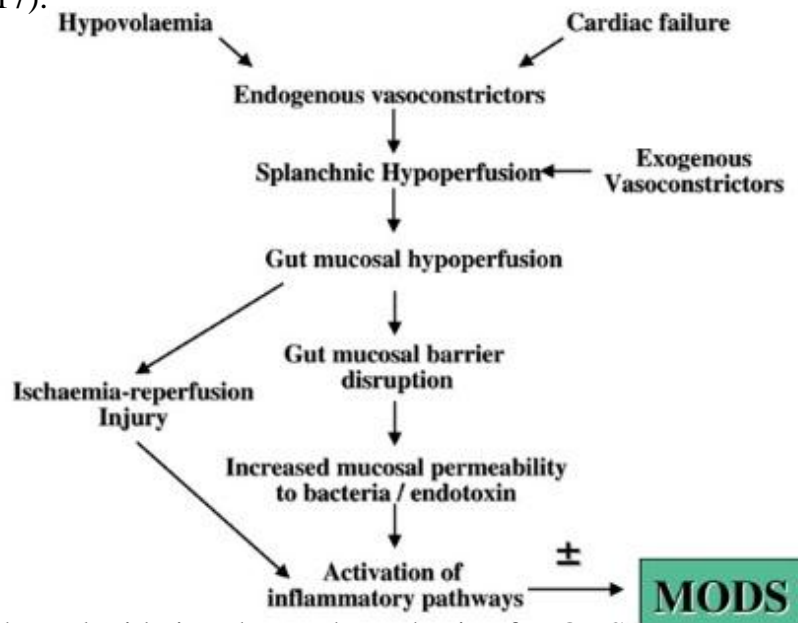 17).
Hypovolaemia
Cardiac failure
Endogenous vasoconstrictors
Splanchnic Hypoperfusion
Exogenous
Vasoconstrictors
Gut mucosal hypoperfusion
Gut mucosal barrier
disruption
Ischaemia-reperfusion
Injury
Increased mucosal permeability
to bacteria / endotoxin
Activation of
inflammatory pathways
±
MODS